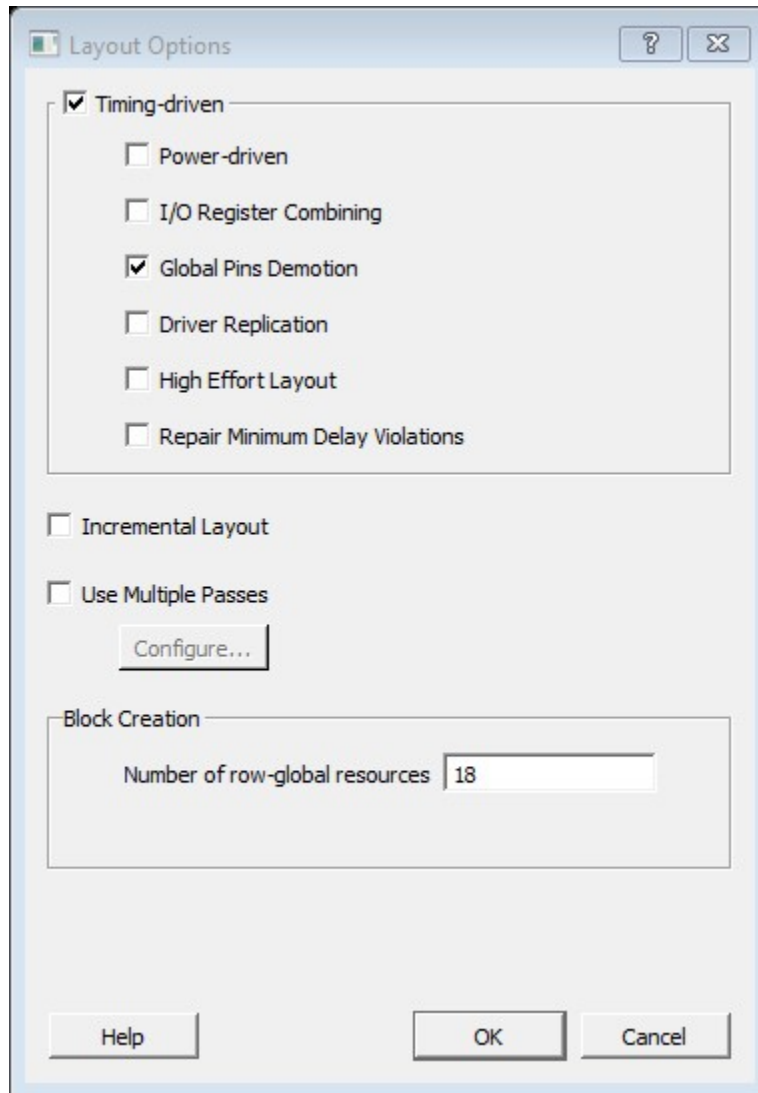 Layout Options
Timing-driven
Power-driven
I/O Register Combining
Global Pins Demotion
Driver Replication
High Effort Layout
Repair Minimum Delay Violations
Incremental Layout
Use Multiple Passes
Configure...
Block Creation
Number of row-global resources 18
Help OK Cancel